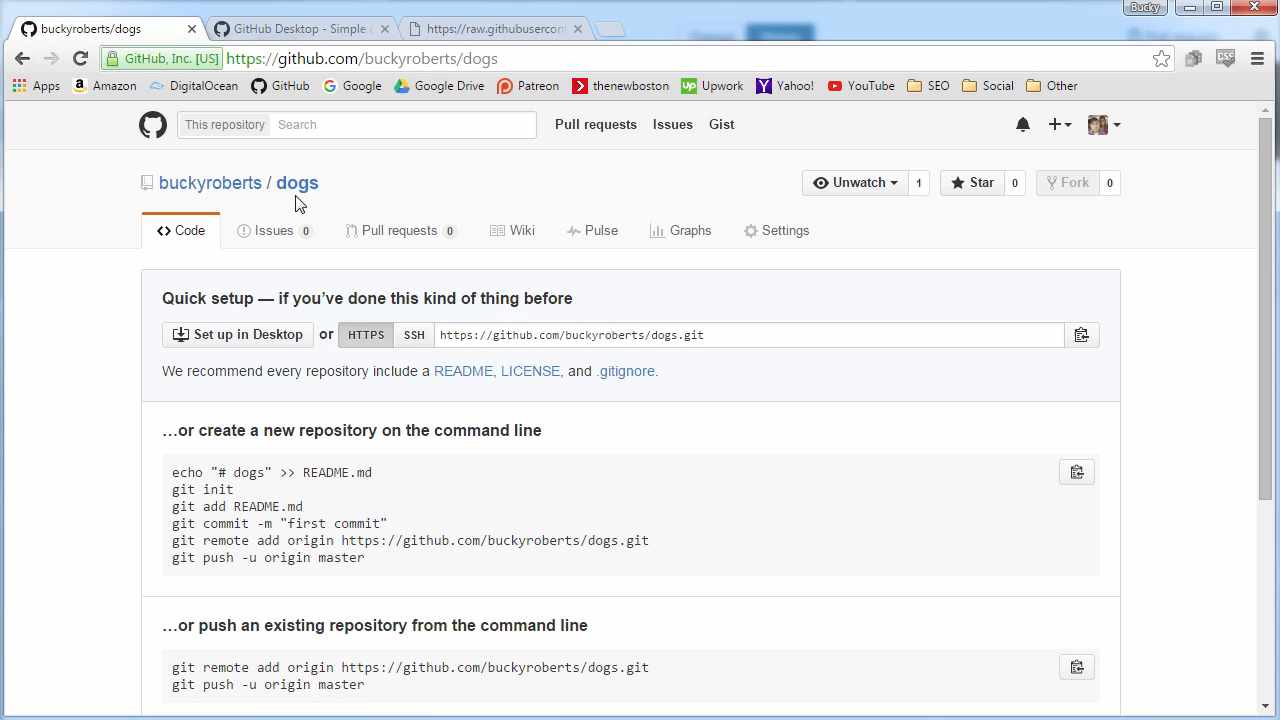 Bucky
buckyroberts/dogs
GitHub Desktop - Simple c
https://raw.githubusercon
GitHub, Inc. [US] https://github.com/buckyroberts/dogs
Apps Amazon DigitalOcean GitHub Google Google Drive Patreon thenewboston Upwork Yahoo! YouTube SEO Social Other
This repository Search Pull requests Issues Gist
buckyroberts / dogs Unwatch 1 Star 0 Fork 0
Code Issues 0 Pull requests 0 Wiki Pulse Graphs Settings
Quick setup — if you’ve done this kind of thing before
Set up in Desktop or HTTPS SSH https://github.com/buckyroberts/dogs.git
We recommend every repository include a README, LICENSE, and .gitignore.
…or create a new repository on the command line
echo "# dogs" >> README.md
git init
git add README.md
git commit -m "first commit"
git remote add origin https://github.com/buckyroberts/dogs.git
git push -u origin master
…or push an existing repository from the command line
git remote add origin https://github.com/buckyroberts/dogs.git
git push -u origin master